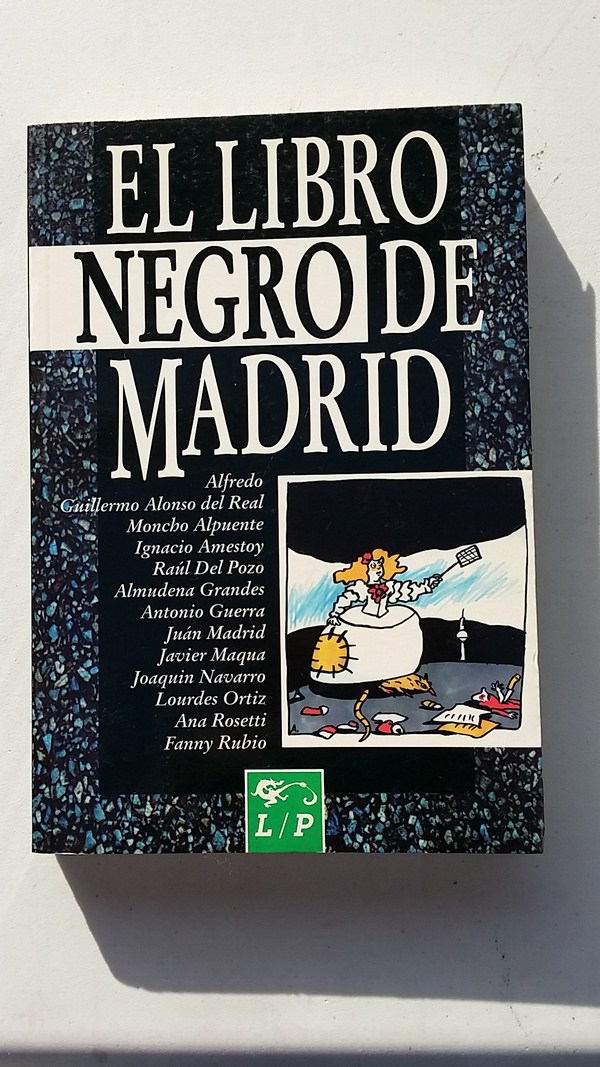 EL LIBRO
NEGRO DE
MADRID
Alfredo
Guillermo Alonso del Real
Moncho Alpuente
Ignacio Amestoy
Raúl Del Pozo
Almudena Grandes
Antonio Guerra
Juán Madrid
Javier Maqua
Joaquin Navarro
Lourdes Ortiz
Ana Rosetti
Fanny Rubio
A.
L/P